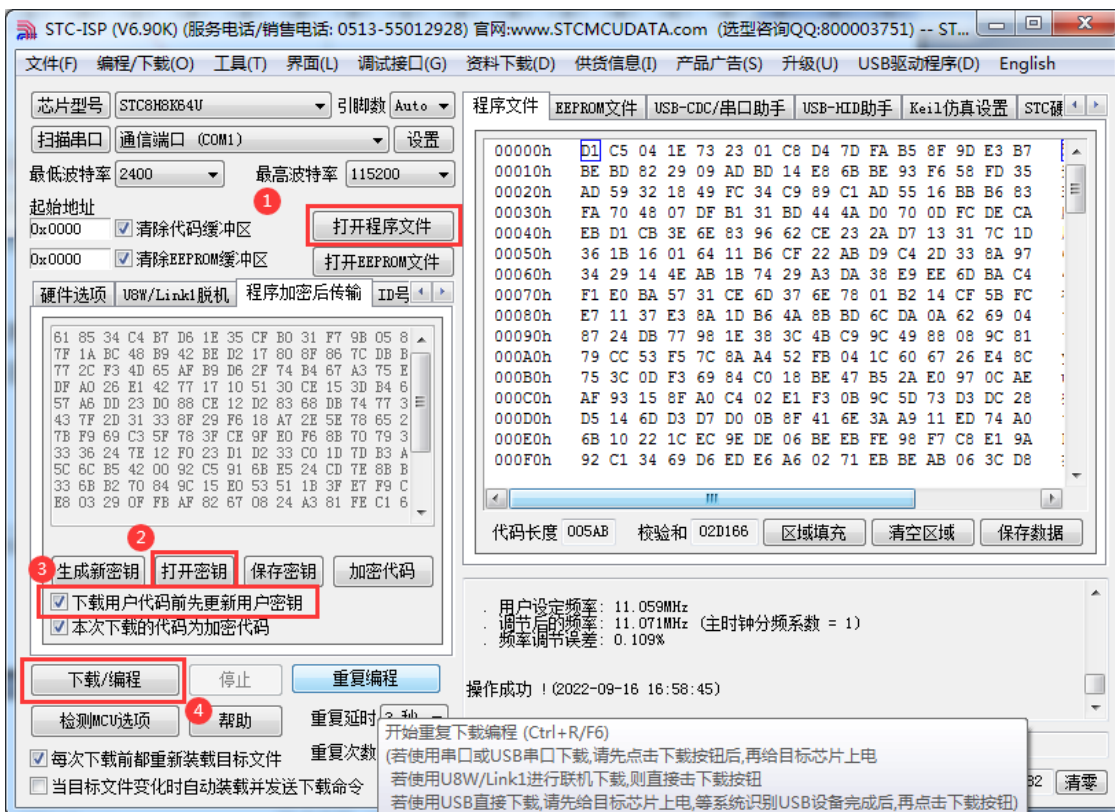 STC-ISP (V6.90K) (服务电话/销售电话: 0513-55012928) 官网:www.STCMCUDATA.com (选型咨询QQ:800003751) -- ST...
文件(F) 编程/下载(O) 工具(T) 界面(L) 调试接口(G) 资料下载(D) 供货信息(I) 产品广告(S) 升级(U) USB驱动程序(D) English
芯片型号 STC8H8K64U 引脚数 Auto
扫描串口 通信端口 (COM1) 设置
最低波特率 2400 最高波特率 115200
1
起始地址
0x0000 清除代码缓冲区 打开程序文件
0x0000 清除EEPROM缓冲区 打开EEPROM文件
硬件选项 U8W/Link1脱机 程序加密后传输 ID号
61 85 34 C4 B7 D6 1E 35 CF B0 31 F7 9B 05 8
7F 1A BC 48 B9 42 BE D2 17 80 8F 86 7C DB B
77 2C F3 4D 65 AF B9 D6 2F 74 B4 67 A3 75 E
DF A0 26 E1 42 77 17 10 51 30 CE 15 3D B4 6
57 A6 DD 23 D0 88 CE 12 D2 83 68 DB 74 77 3
43 7F 2D 31 33 8F 29 F6 18 A7 2E 5E 78 65 2
7B F9 69 C3 5F 78 3F CE 9F E0 F6 8B 70 79 3
33 36 24 7E 12 F0 23 D1 D2 33 C0 1D 7D B3 A
5C 6C B5 42 00 92 C5 91 6B E5 24 CD 7E 8B B
33 6B B2 70 84 9C 15 E0 53 51 1B 3F E7 F9 C
E8 03 29 0F FB AF 82 67 08 24 A3 81 FE C1 6
2
3
生成新密钥 打开密钥 保存密钥 加密代码
下载用户代码前先更新用户密钥
本次下载的代码为加密代码
下载/编程 停止 重复编程
4
检测MCU选项 帮助 重复延时 3 秒
每次下载前都重新装载目标文件 重复次数
当目标文件变化时自动装载并发送下载命令
程序文件 EEPROM文件 USB-CDC/串口助手 USB-HID助手 Keil仿真设置 STC硬
00000h D1 C5 04 1E 73 23 01 C8 D4 7D FA B5 8F 9D E3 B7
00010h BE BD 82 29 09 AD BD 14 E8 6B BE 93 F6 58 FD 35
00020h AD 59 32 18 49 FC 34 C9 89 C1 AD 55 16 BB B6 83
00030h FA 70 48 07 DF B1 31 BD 44 4A D0 70 0D FC DE CA
00040h EB D1 CB 3E 6E 83 96 62 CE 23 2A D7 13 31 7C 1D
00050h 36 1B 16 01 64 11 B6 CF 22 AB D9 C4 2D 33 8A 97
00060h 34 29 14 4E AB 1B 74 29 A3 DA 38 E9 EE 6D BA C4
00070h F1 E0 BA 57 31 CE 6D 37 6E 78 01 B2 14 CF 5B FC
00080h E7 11 37 E3 8A 1D B6 4A 8B BD 6C DA 0A 62 69 04
00090h 87 24 DB 77 98 1E 38 3C 4B C9 9C 49 88 08 9C 81
000A0h 79 CC 53 F5 7C 8A A4 52 FB 04 1C 60 67 26 E4 8C
000B0h 75 3C 0D F3 69 84 C0 18 BE 47 B5 2A E0 97 0C AE
000C0h AF 93 15 8F A0 C4 02 E1 F3 0B 9C 5D 73 D3 DC 28
000D0h D5 14 6D D3 D7 D0 0B 8F 41 6E 3A A9 11 ED 74 A0
000E0h 6B 10 22 1C EC 9E DE 06 BE EB FE 98 F7 C8 E1 9A
000F0h 92 C1 34 69 D6 ED E6 A6 02 71 EB BE AB 06 3C D8
代码长度 005AB 校验和 02D166 区域填充 清空区域 保存数据
. 用户设定频率: 11.059MHz
. 调节后的频率: 11.071MHz (主时钟分频系数 = 1)
. 频率调节误差: 0.109%
操作成功 !(2022-09-16 16:58:45)
开始重复下载编程 (Ctrl+R/F6)
(若使用串口或USB串口下载,请先点击下载按钮后,再给目标芯片上电
若使用U8W/Link1进行联机下载,则直接击下载按钮
若使用USB直接下载,请先给目标芯片上电,等系统识别USB设备完成后,再点击下载按钮)
清零